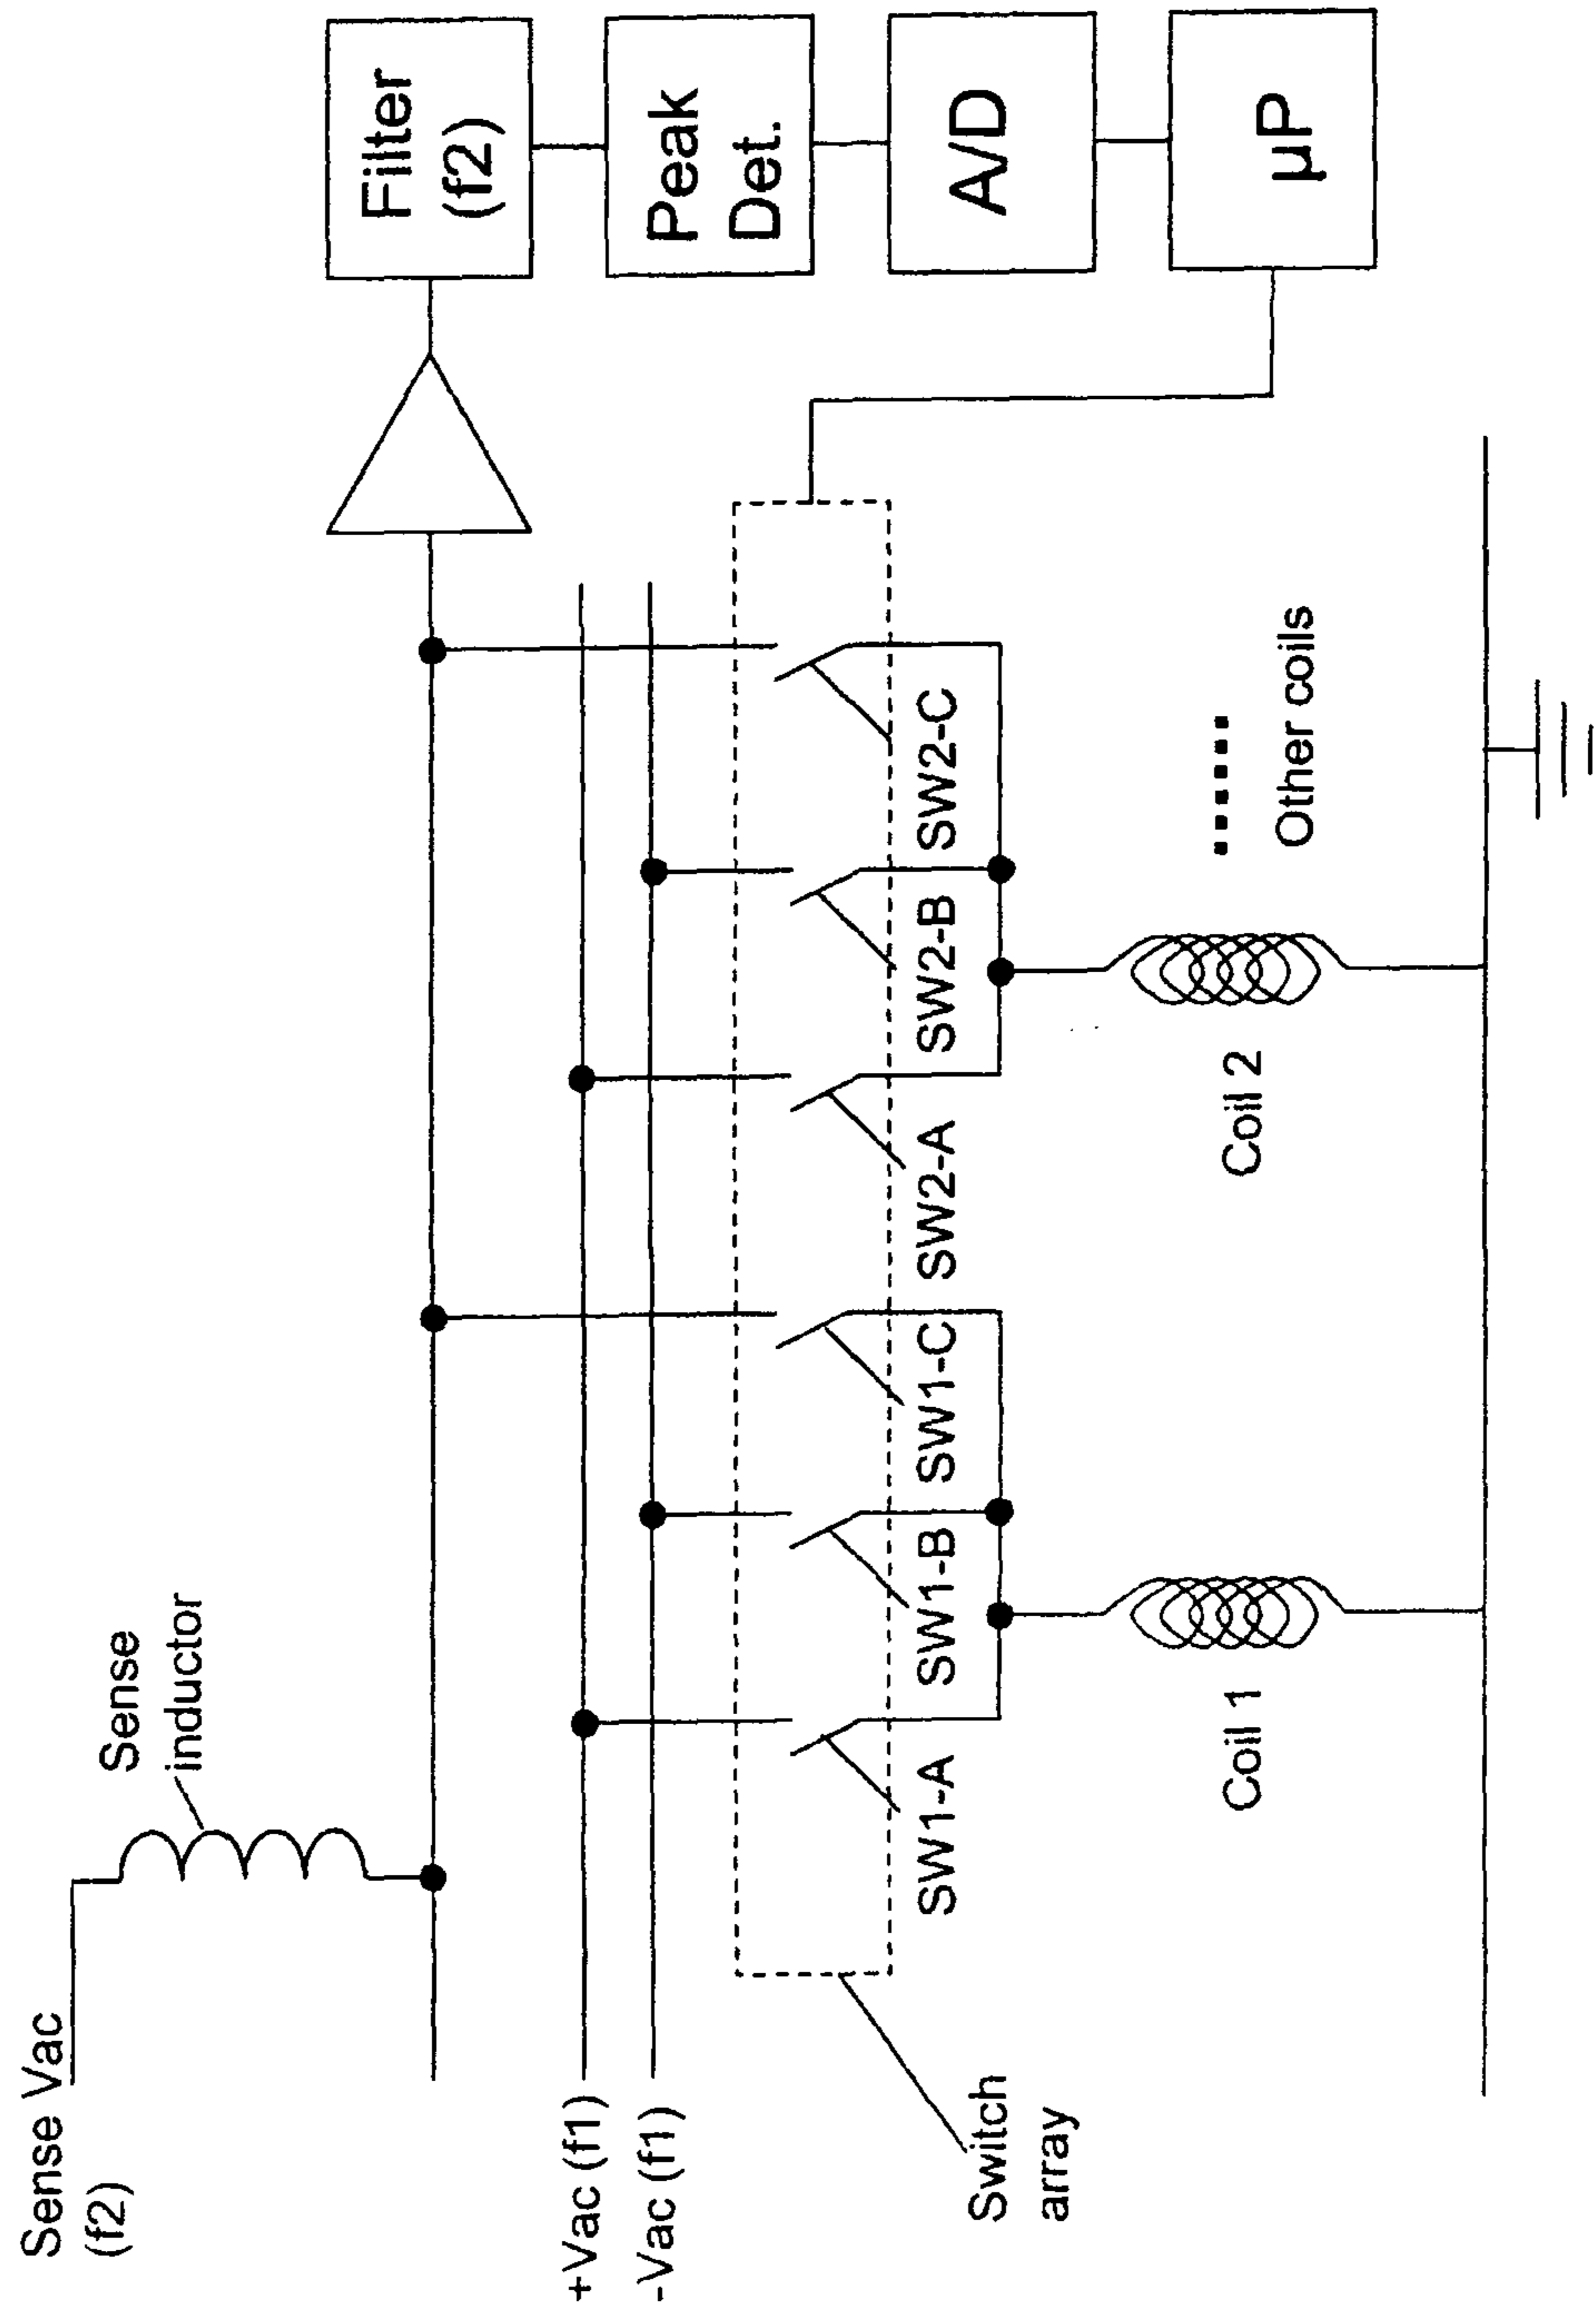 Sense Vac
(f2)
Sense
inductor
Filter
(f2)
+Vac (f1)
-Vac (f1)
Peak
Det.
A/D
µP
SW1-A
SW1-B
SW1-C
SW2-A
SW2-B
SW2-C
Switch
array
Coil 1
Coil 2
Other coils